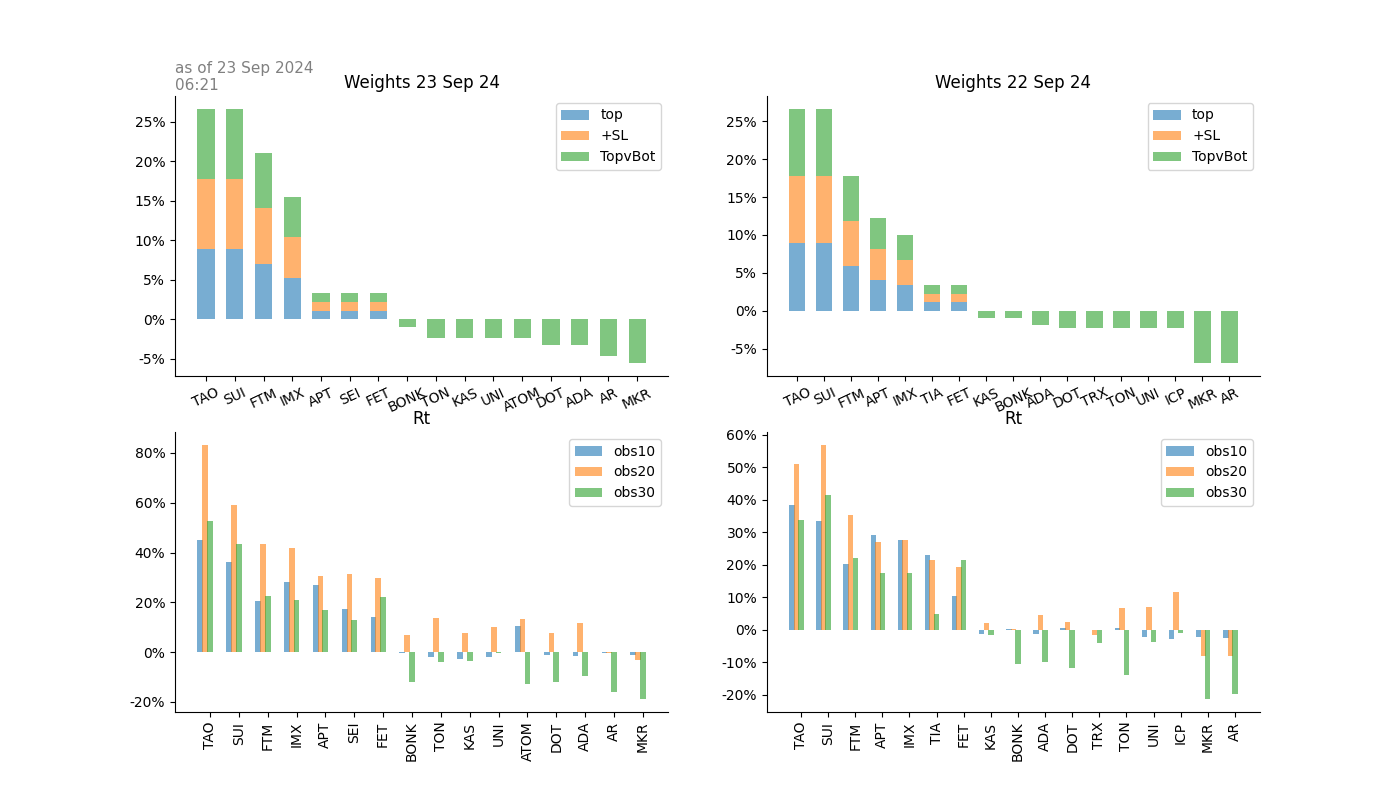 as of 23 Sep 2024
06:21
Weights 23 Sep 24
25%
20%
15%
10%
5%
0%
-5%
top
+SL
TopvBot
TAO SUI FTM IMX APT SEI FET BONK TON KAS UNI ATOM DOT ADA AR MKR
Weights 22 Sep 24
25%
20%
15%
10%
5%
0%
-5%
top
+SL
TopvBot
TAO SUI FTM APT IMX TIA FET KAS BONK ADA DOT TRX TON UNI ICP MKR AR
Rt
80%
60%
40%
20%
0%
-20%
obs10
obs20
obs30
TAO SUI FTM IMX APT SEI FET BONK TON KAS UNI ATOM DOT ADA AR MKR
Rt
60%
50%
40%
30%
20%
10%
0%
-10%
-20%
obs10
obs20
obs30
TAO SUI FTM APT IMX TIA FET KAS BONK ADA DOT TRX TON UNI ICP MKR AR